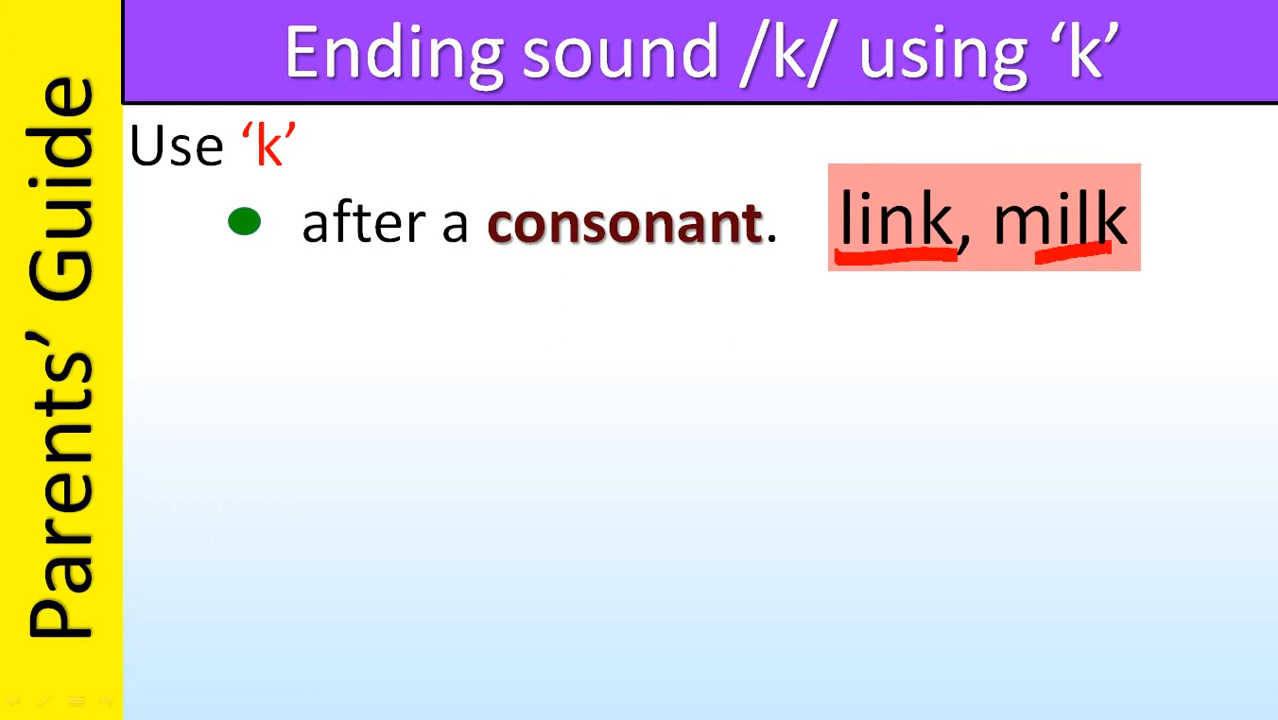 Parents’ Guide
Ending sound /k/ using ‘k’
Use ‘k’
● after a consonant. link, milk